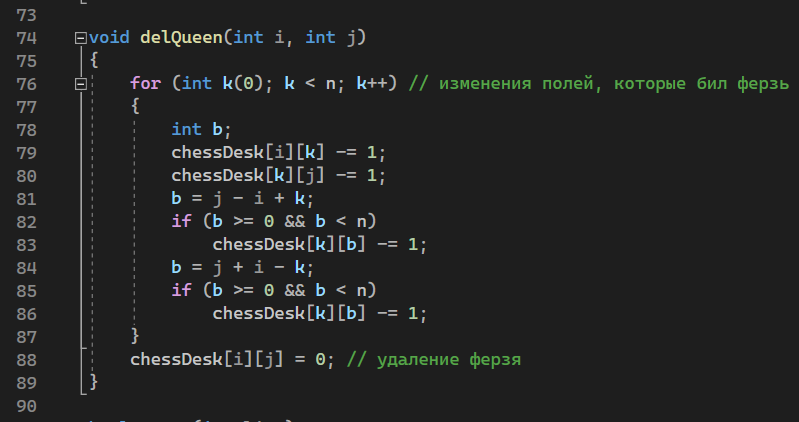 73
74 void delQueen(int i, int j)
75 {
76 for (int k(0); k < n; k++) // изменения полей, которые бил ферзь
77 {
78 int b;
79 chessDesk[i][k] -= 1;
80 chessDesk[k][j] -= 1;
81 b = j - i + k;
82 if (b >= 0 && b < n)
83 chessDesk[k][b] -= 1;
84 b = j + i - k;
85 if (b >= 0 && b < n)
86 chessDesk[k][b] -= 1;
87 }
88 chessDesk[i][j] = 0; // удаление ферзя
89 }
90